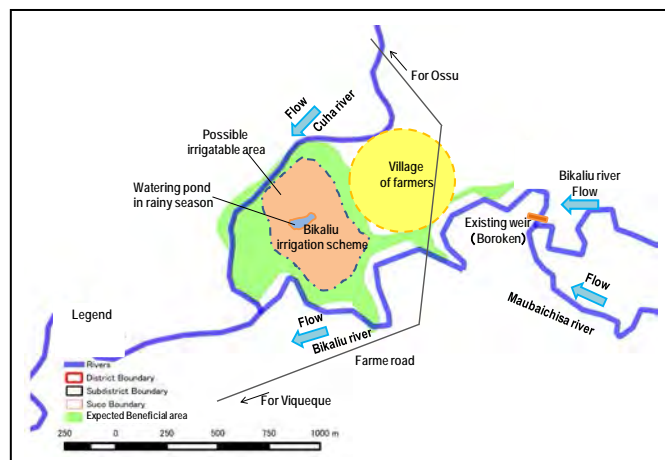 For Ossu
Flow
Cuha river
Possible
irrigatable area
Village
of farmers
Bikaliu river
Flow
Watering pond
in rainy season
Bikaliu
irrigation scheme
Existing weir
(Boroken)
Flow
Maubaichisa river
Legend
Flow
Bikaliu river
Farme road
Rivers
District Boundary
Subdistrict Boundary
Suco Boundary
Expected Beneficial area
For Viqueque
250 0 250 500 750 1000 m